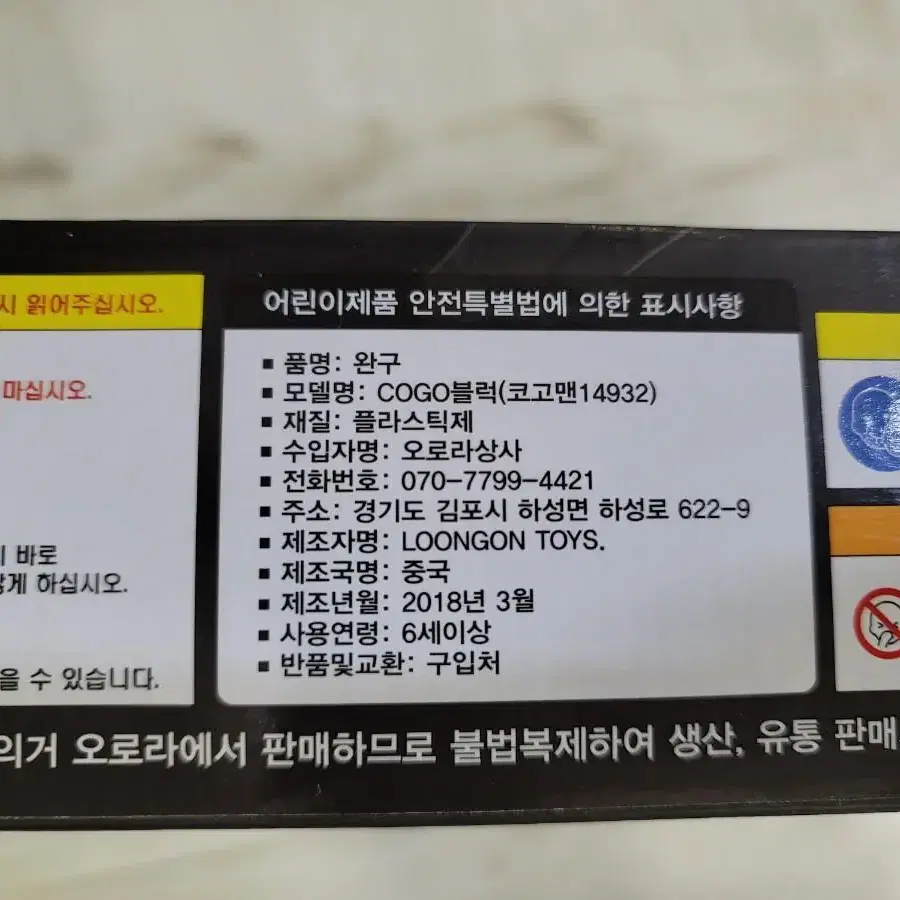 시 읽어주십시오.
마십시오.
바로
게 하십시오.
을 수 있습니다.
어린이제품 안전특별법에 의한 표시사항
■ 품명: 완구
■ 모델명: COGO블럭(코고맨14932)
■ 재질: 플라스틱제
■ 수입자명: 오로라상사
■ 전화번호: 070-7799-4421
■ 주소: 경기도 김포시 하성면 하성로 622-9
■ 제조자명: LOONGON TOYS.
■ 제조국명: 중국
■ 제조년월: 2018년 3월
■ 사용연령: 6세이상
■ 반품및교환: 구입처
의거 오로라에서 판매하므로 불법복제하여 생산, 유통 판매